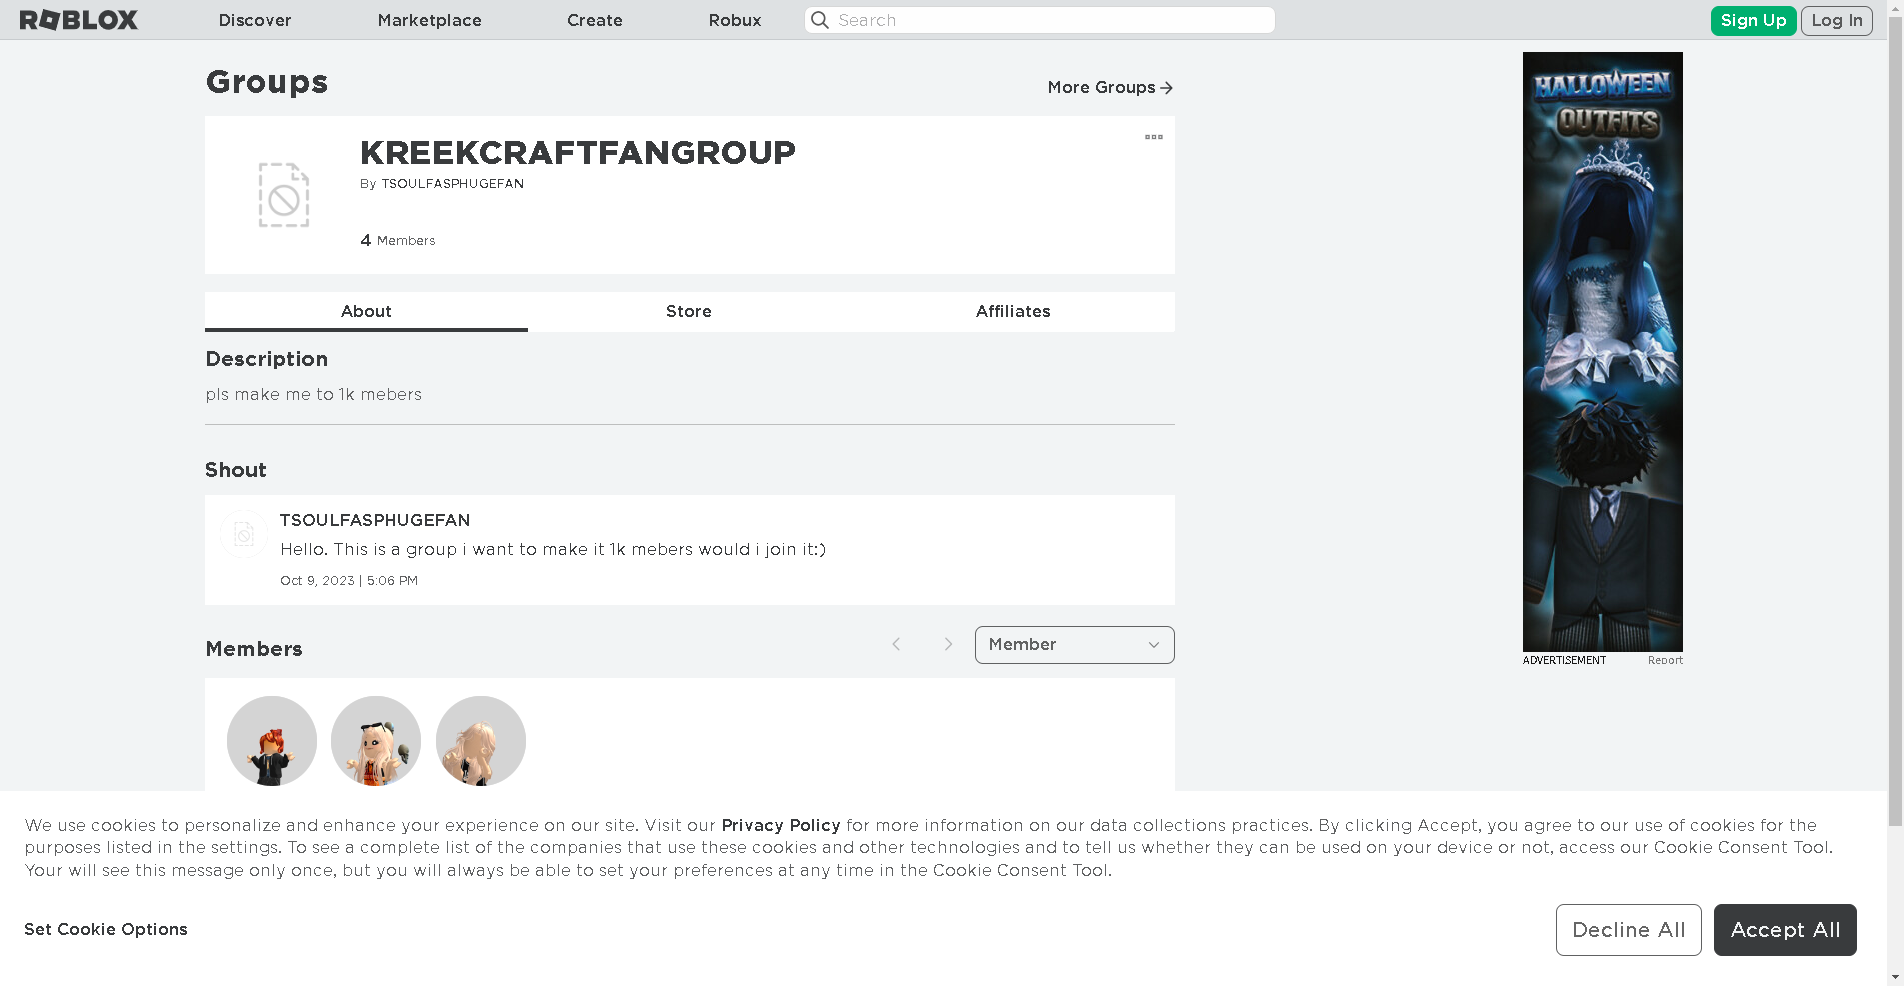 ROBLOX Discover Marketplace Create Robux Search Sign Up Log In
Groups
More Groups
KREEKCRAFTFANGROUP
By TSOULFASPHUGEFAN
4 Members
About Store Affiliates
Description
pls make me to 1k mebers
Shout
TSOULFASPHUGEFAN
Hello. This is a group i want to make it 1k mebers would i join it:)
Oct 9, 2023 | 5:06 PM
Members
Member
HALLOWEEN
OUTFITS
ADVERTISEMENT Report
We use cookies to personalize and enhance your experience on our site. Visit our Privacy Policy for more information on our data collections practices. By clicking Accept, you agree to our use of cookies for the
purposes listed in the settings. To see a complete list of the companies that use these cookies and other technologies and to tell us whether they can be used on your device or not, access our Cookie Consent Tool.
Your will see this message only once, but you will always be able to set your preferences at any time in the Cookie Consent Tool.
Set Cookie Options
Decline All
Accept All